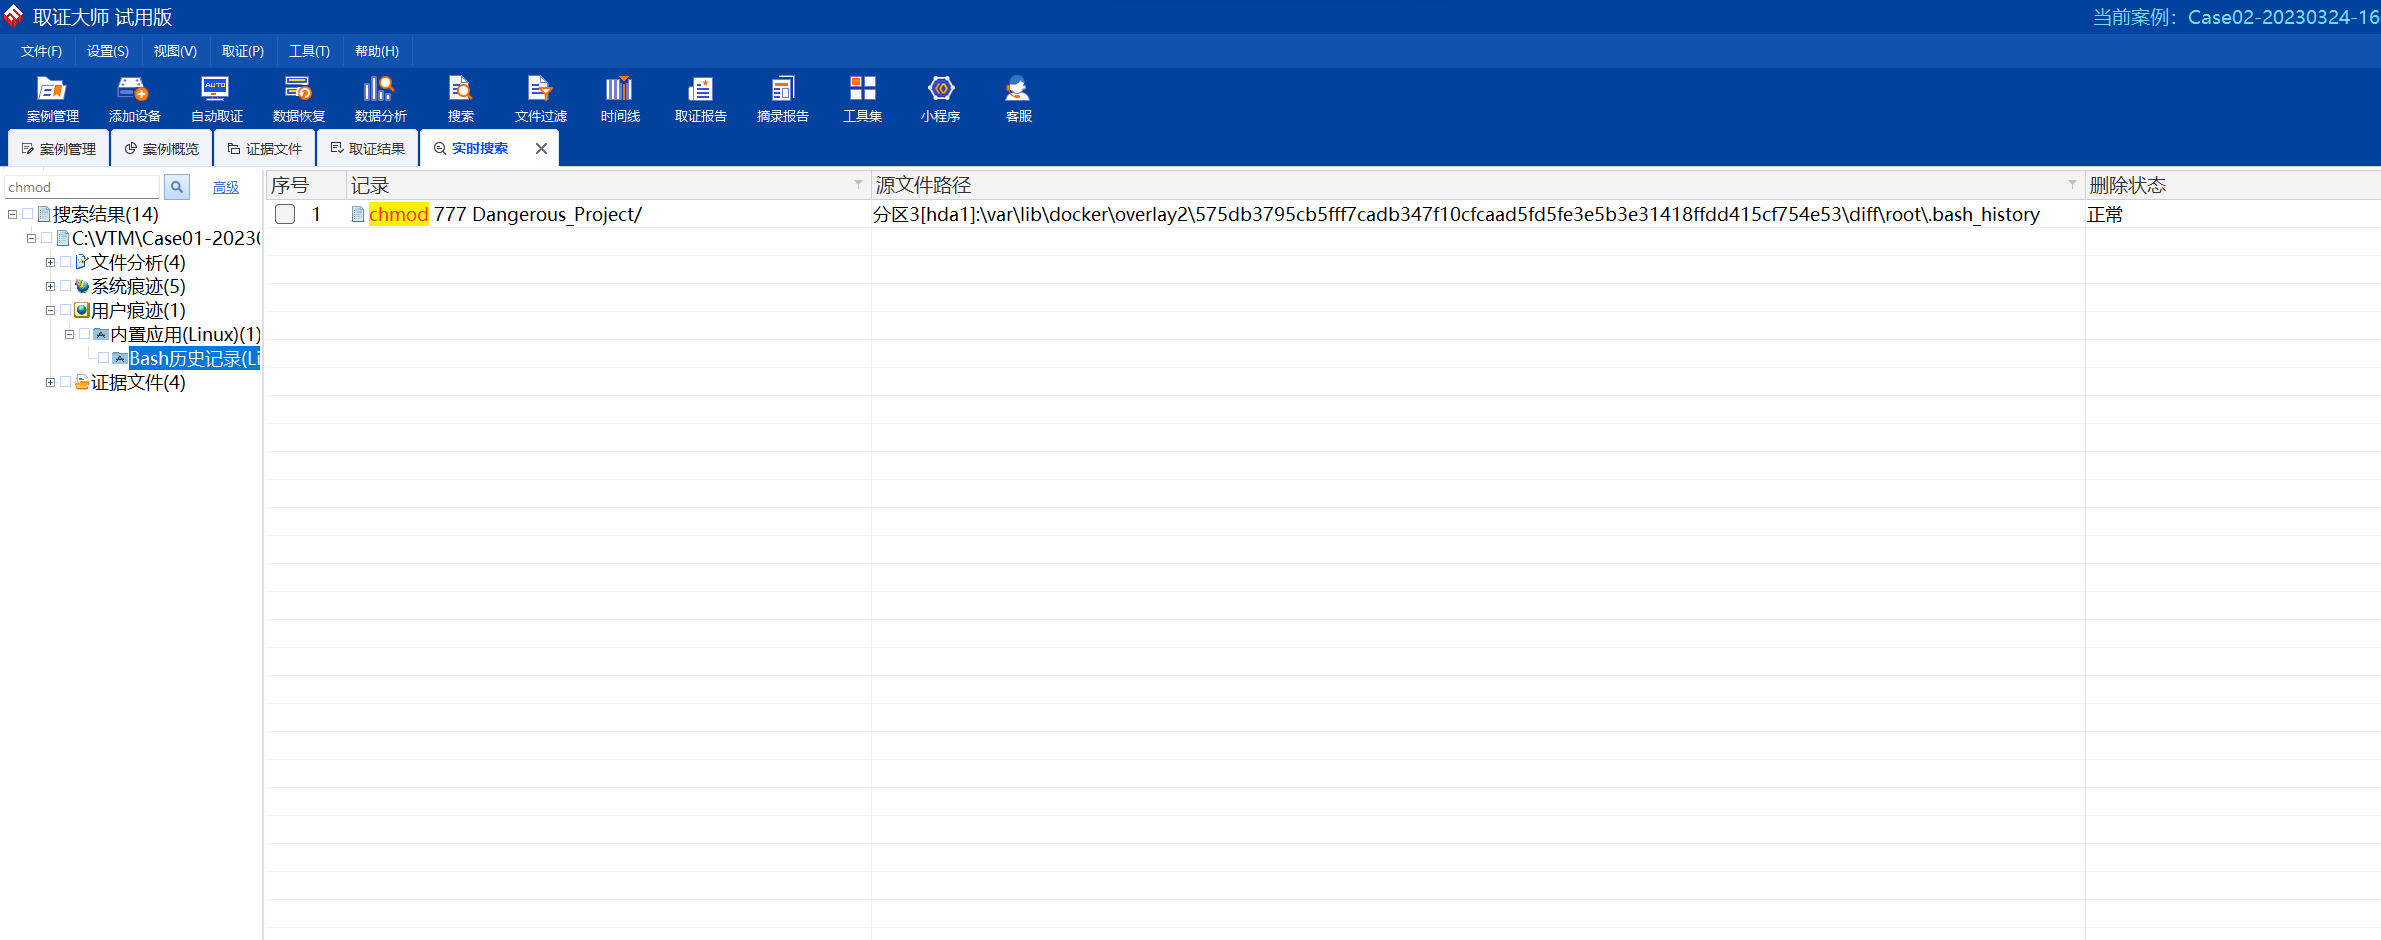 取证大师 试用版
当前案例：Case02-20230324-16
文件(F) 设置(S) 视图(V) 取证(P) 工具(T) 帮助(H)
AUTO
案例管理 添加设备 自动取证 数据恢复 数据分析 搜索 文件过滤 时间线 取证报告 摘录报告 工具集 小程序 客服
案例管理 案例概览 证据文件 取证结果 实时搜索
chmod 高级
序号 记录 源文件路径 删除状态
1 chmod 777 Dangerous_Project/ 分区3[hda1]:\var\lib\docker\overlay2\575db3795cb5fff7cadb347f10cfcaad5fd5fe3e5b3e31418ffdd415cf754e53\diff\root\.bash_history 正常
搜索结果(14)
C:\VTM\Case01-20230
文件分析(4)
系统痕迹(5)
用户痕迹(1)
内置应用(Linux)(1)
Bash历史记录(Li
证据文件(4)